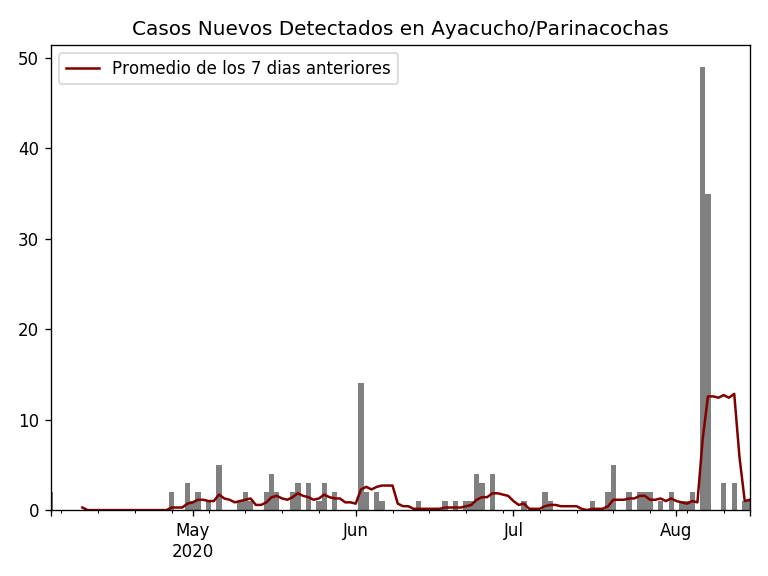 Casos Nuevos Detectados en Ayacucho/Parinacochas
Promedio de los 7 dias anteriores
50
40
30
20
10
0
May
2020
Jun
Jul
Aug